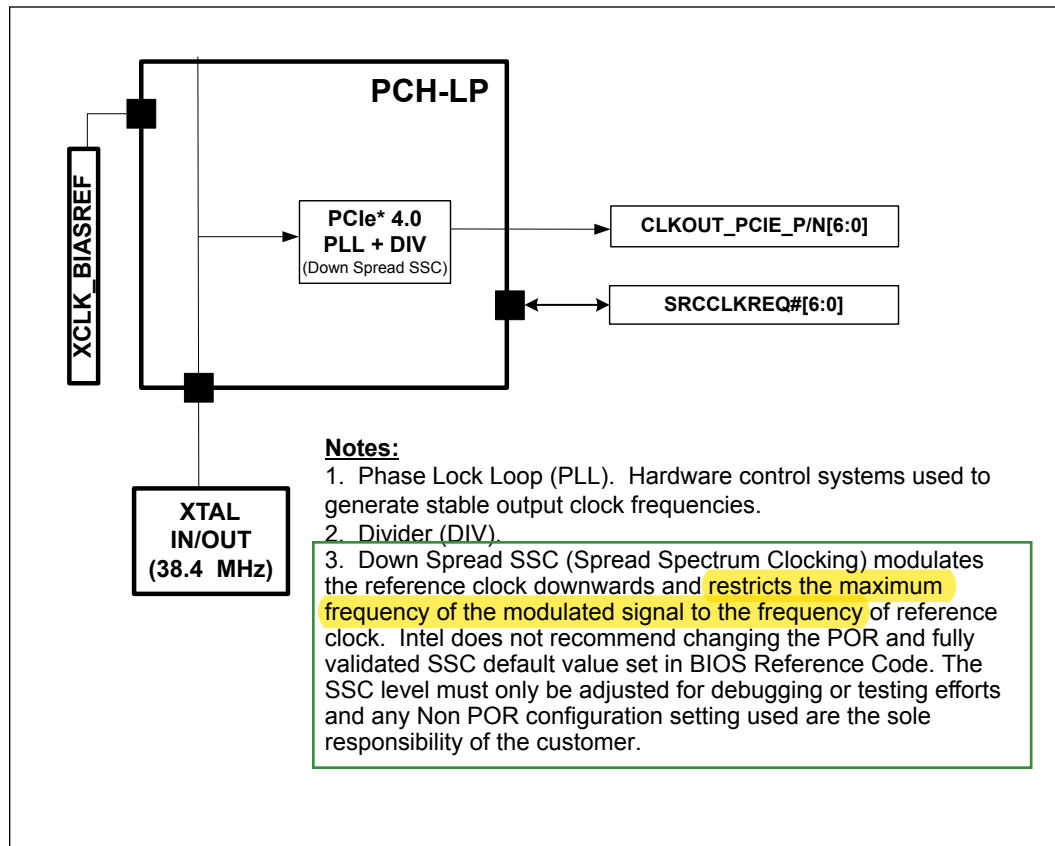 PCH-LP
XCLK_BIASREF
PCIe* 4.0
PLL + DIV
(Down Spread SSC)
CLKOUT_PCIE_P/N[6:0]
SRCCLKREQ#[6:0]
XTAL
IN/OUT
(38.4 MHz)
Notes:
1. Phase Lock Loop (PLL). Hardware control systems used to
generate stable output clock frequencies.
2. Divider (DIV).
3. Down Spread SSC (Spread Spectrum Clocking) modulates
the reference clock downwards and restricts the maximum
frequency of the modulated signal to the frequency of reference
clock. Intel does not recommend changing the POR and fully
validated SSC default value set in BIOS Reference Code. The
SSC level must only be adjusted for debugging or testing efforts
and any Non POR configuration setting used are the sole
responsibility of the customer.